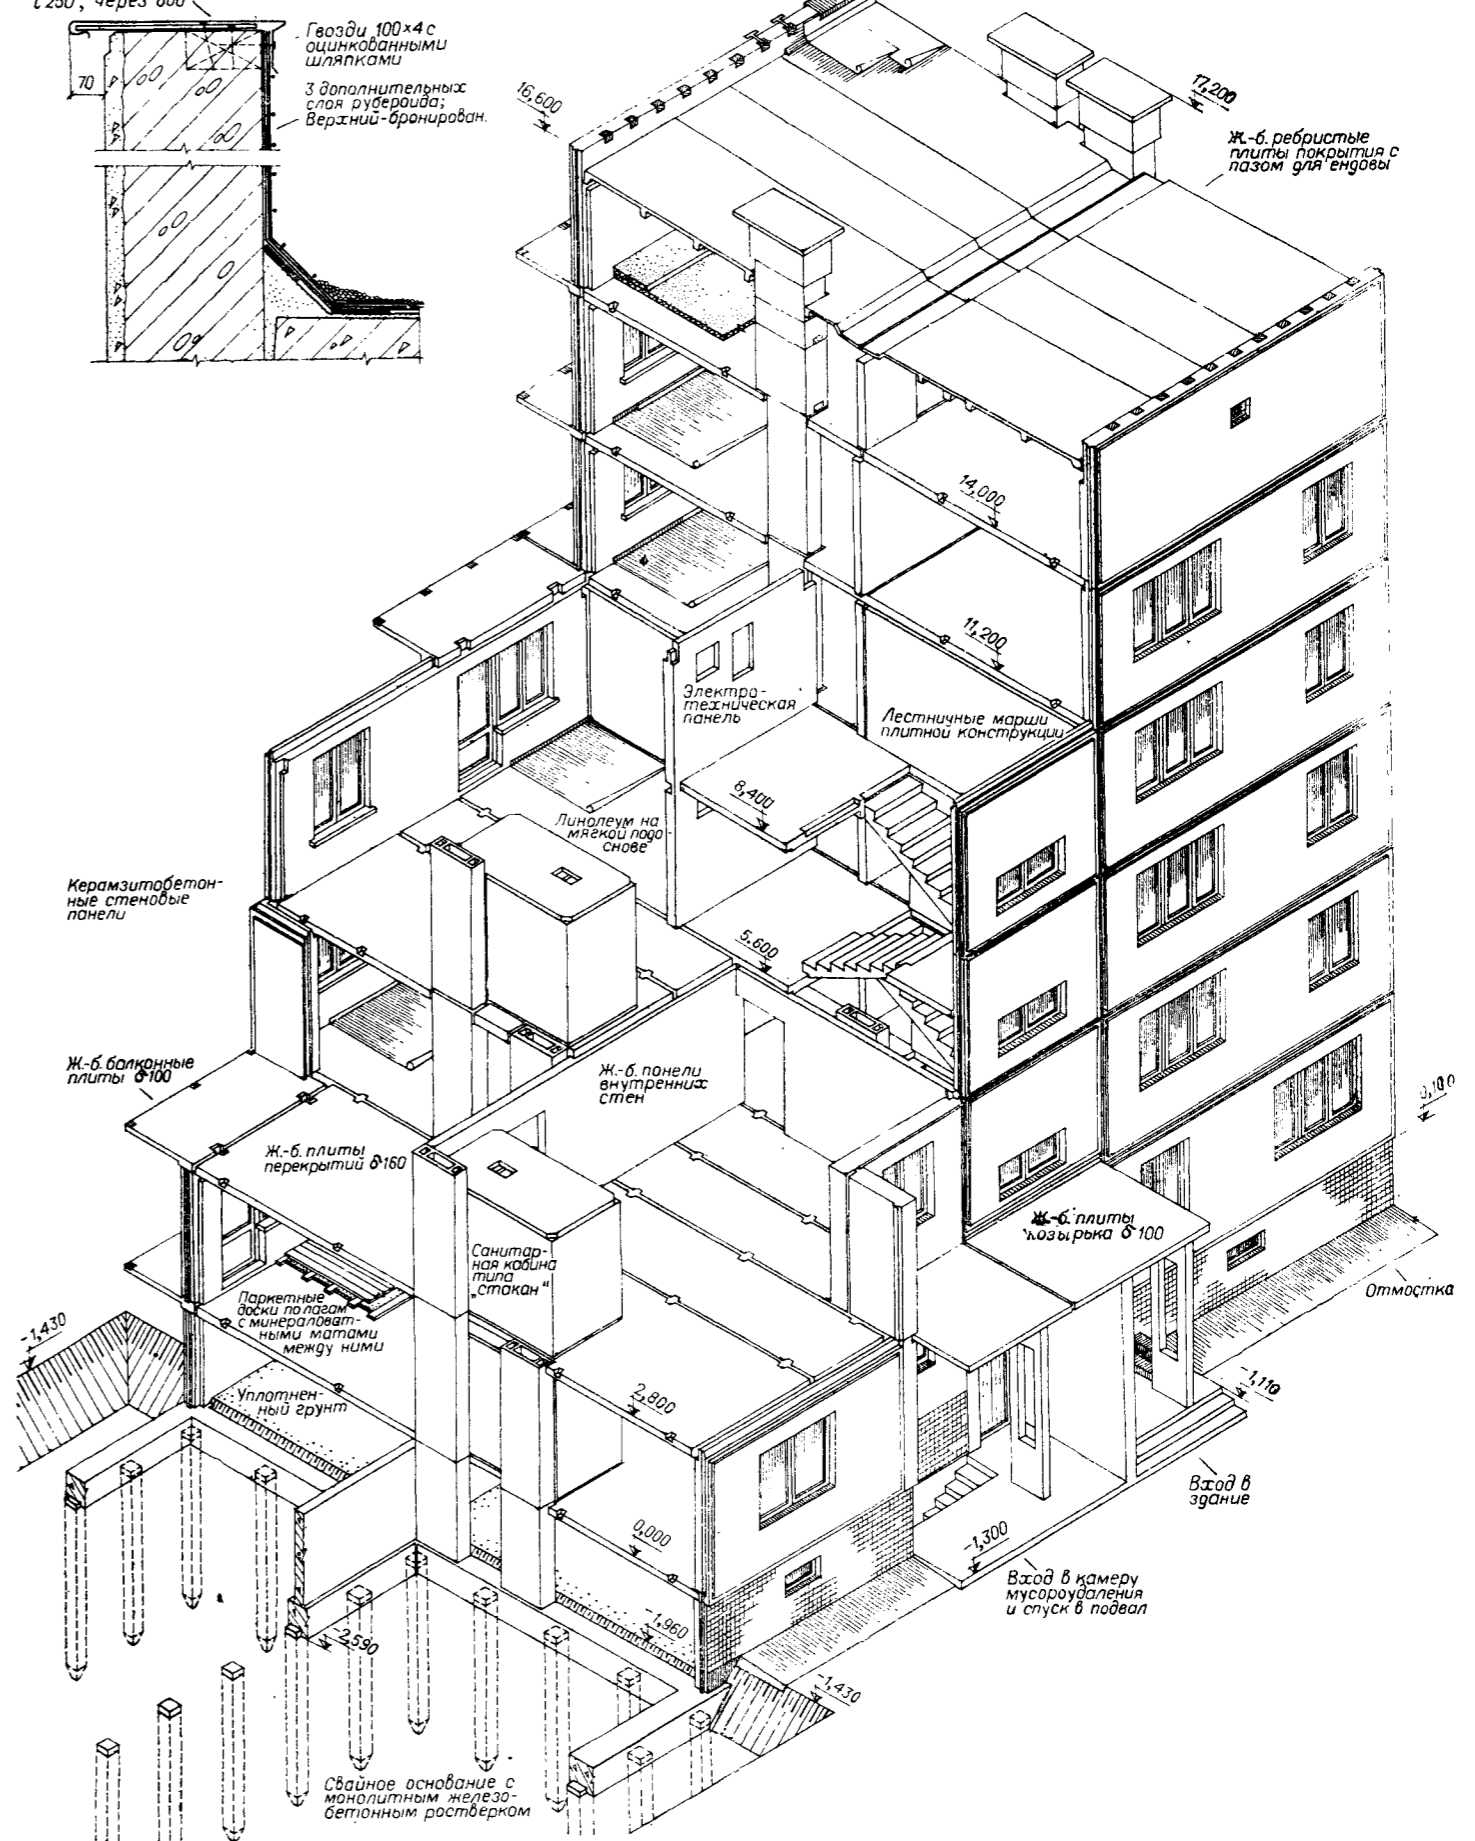 ℓ250, через 600
Гвозди 100×4 с
оцинкованными
шляпками
70
3 дополнительных
слоя рубероида;
Верхний-бронирован.
16,600
17,200
Ж.-б. ребристые
плиты покрытия с
пазом для ендовы
14,000
11,200
Электро-
техническая
панель
Лестничные марши
плитной конструкции
8,400
Линолеум на
мягкой подо-
снове
Керамзитобетон-
ные стеновые
панели
5.600
Ж.-б. балконные
плиты δ100
Ж.-б. панели
внутренних
стен
Ж.-б. плиты
перекрытий δ160
Ж.-б. плиты
козырька δ100
Санитар-
ная кабина
типа
„стакан“
Отмостка
Паркетные
доски по лагам
с минераловат-
ными матами
между ними
-1,430
Уплотнен-
ный грунт
2,800
-1,110
Вход в
здание
0,000
-1,300
Вход в камеру
мусороудаления
и спуск в подвал
-1,960
-2,590
-1,430
Свайное основание с
монолитным железо-
бетонным ростверком